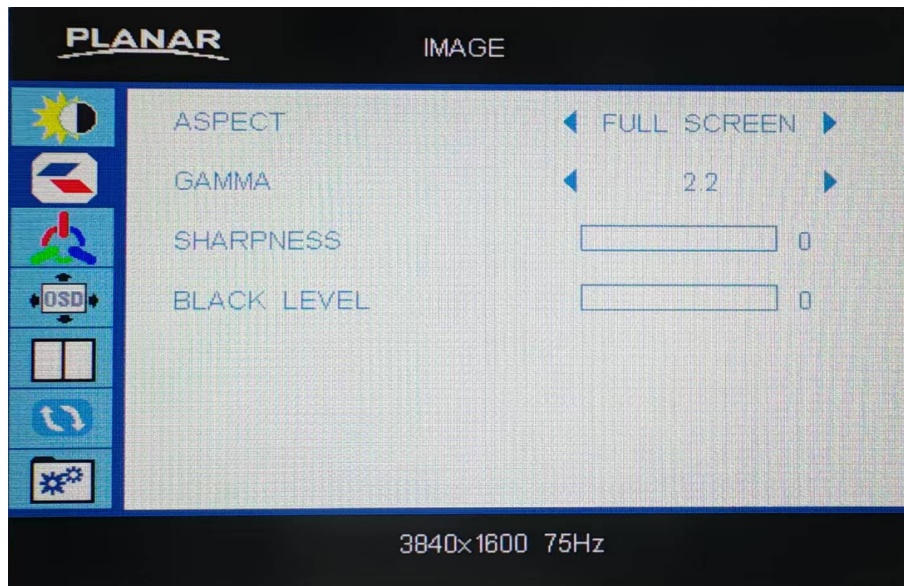 PLANAR
IMAGE
ASPECT FULL SCREEN
GAMMA 2.2
SHARPNESS 0
BLACK LEVEL 0
OSD
3840x1600 75Hz